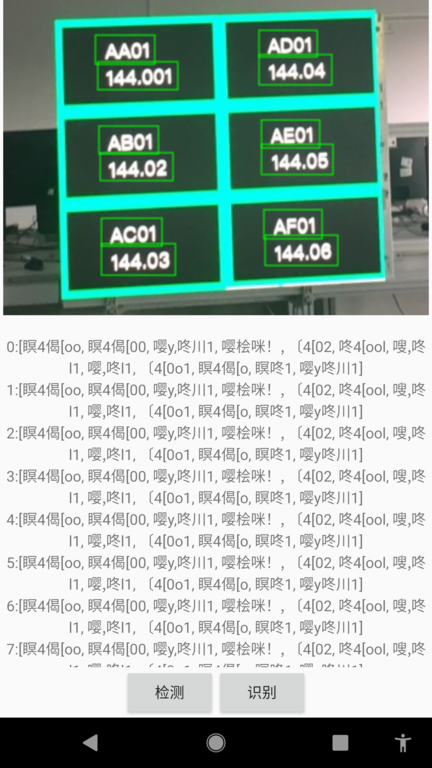 AA01
144.001
AD01
144.04
AB01
144.02
AE01
144.05
AC01
144.03
AF01
144.06
0:[瞑4偈[oo, 瞑4偈[00, 嘤y,咚川1, 嘤桧咪！, 〔4[02, 咚4[ool, 嗖,咚
l1, 嘤,咚l1, 〔4[0o1, 瞑4偈[o, 瞑咚1, 嘤y咚川1]
1:[瞑4偈[oo, 瞑4偈[00, 嘤y,咚川1, 嘤桧咪！, 〔4[02, 咚4[ool, 嗖,咚
l1, 嘤,咚l1, 〔4[0o1, 瞑4偈[o, 瞑咚1, 嘤y咚川1]
2:[瞑4偈[oo, 瞑4偈[00, 嘤y,咚川1, 嘤桧咪！, 〔4[02, 咚4[ool, 嗖,咚
l1, 嘤,咚l1, 〔4[0o1, 瞑4偈[o, 瞑咚1, 嘤y咚川1]
3:[瞑4偈[oo, 瞑4偈[00, 嘤y,咚川1, 嘤桧咪！, 〔4[02, 咚4[ool, 嗖,咚
l1, 嘤,咚l1, 〔4[0o1, 瞑4偈[o, 瞑咚1, 嘤y咚川1]
4:[瞑4偈[oo, 瞑4偈[00, 嘤y,咚川1, 嘤桧咪！, 〔4[02, 咚4[ool, 嗖,咚
l1, 嘤,咚l1, 〔4[0o1, 瞑4偈[o, 瞑咚1, 嘤y咚川1]
5:[瞑4偈[oo, 瞑4偈[00, 嘤y,咚川1, 嘤桧咪！, 〔4[02, 咚4[ool, 嗖,咚
l1, 嘤,咚l1, 〔4[0o1, 瞑4偈[o, 瞑咚1, 嘤y咚川1]
6:[瞑4偈[oo, 瞑4偈[00, 嘤y,咚川1, 嘤桧咪！, 〔4[02, 咚4[ool, 嗖,咚
l1, 嘤,咚l1, 〔4[0o1, 瞑4偈[o, 瞑咚1, 嘤y咚川1]
7:[瞑4偈[oo, 瞑4偈[00, 嘤y,咚川1, 嘤桧咪！, 〔4[02, 咚4[ool, 嗖,咚
检测 识别